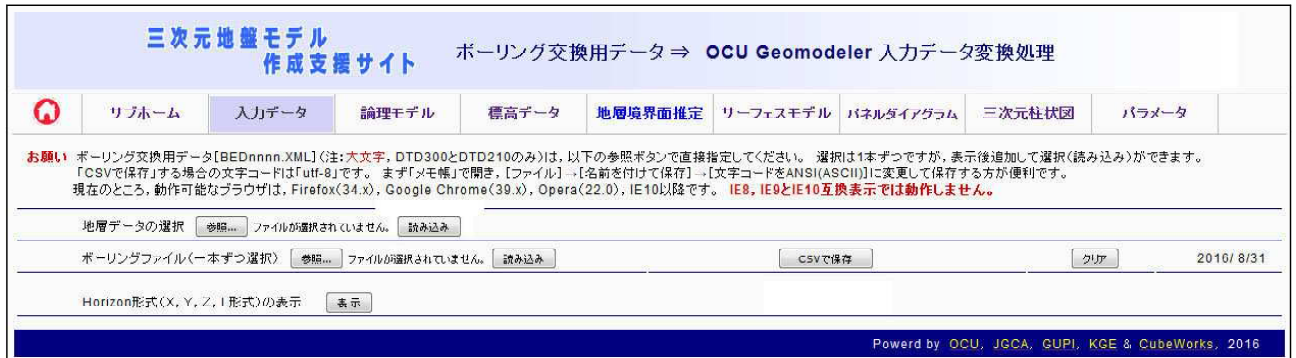 三次元地盤モデル
作成支援サイト
ボーリング交換用データ⇒ OCU Geomodeler 入力データ変換処理
サブホーム 入力データ 論理モデル 標高データ 地層境界面推定 サーフェスモデル パネルダイアグラム 三次元柱状図 パラメータ
お願い ボーリング交換用データ[BEDnnnn.XML](注:大文字, DTD300とDTD210のみ)は, 以下の参照ボタンで直接指定してください。 選択は1本ずつですが, 表示後追加して選択(読み込み)ができます。
「CSVで保存」する場合の文字コードは「utf-8」です。 まず「メモ帳」で開き, [ファイル]→[名前を付けて保存]→[文字コードをANSI(ASCII)]に変更して保存する方が便利です。
現在のところ, 動作可能なブラウザは, Firefox(34.x), Google Chrome(39.x), Opera(22.0), IE10以降です。 IE8, IE9とIE10互換表示では動作しません。
地層データの選択 参照... ファイルが選択されていません。 読み込み
ボーリングファイル(一本ずつ選択) 参照... ファイルが選択されていません。 読み込み CSVで保存 クリア 2016/ 8/31
Horizon形式(X, Y, Z, I 形式)の表示 表示
Powerd by OCU, JGCA, GUPI, KGE & CubeWorks, 2016